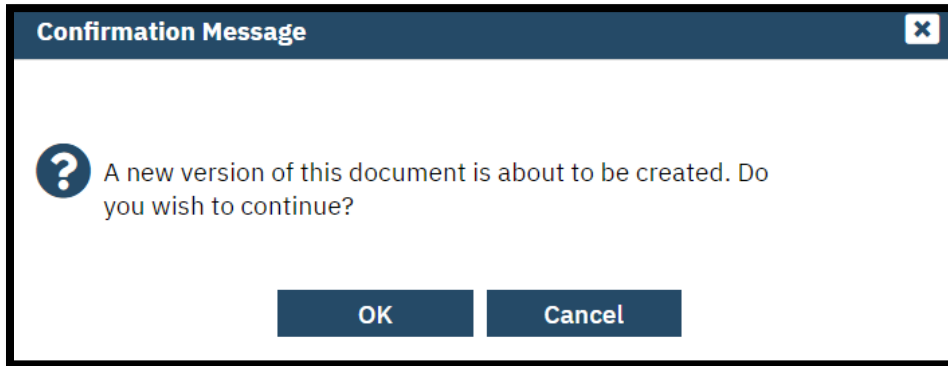 Confirmation Message
A new version of this document is about to be created. Do
you wish to continue?
OK
Cancel